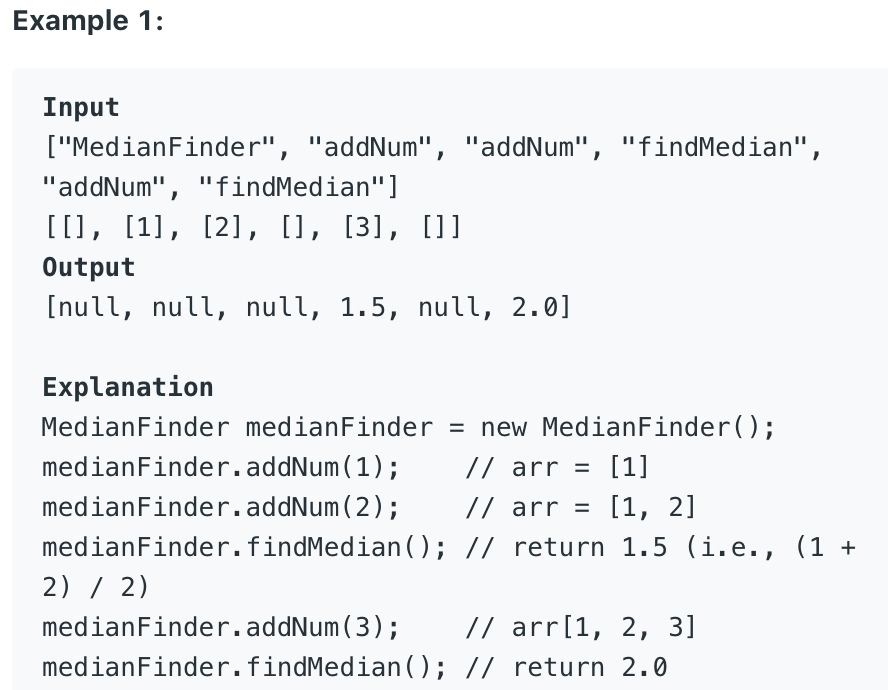 Example 1:
Input
["MedianFinder", "addNum", "addNum", "findMedian",
"addNum", "findMedian"]
[[], [1], [2], [], [3], []]
Output
[null, null, null, 1.5, null, 2.0]
Explanation
MedianFinder medianFinder = new MedianFinder();
medianFinder.addNum(1);    // arr = [1]
medianFinder.addNum(2);    // arr = [1, 2]
medianFinder.findMedian(); // return 1.5 (i.e., (1 +
2) / 2)
medianFinder.addNum(3);    // arr[1, 2, 3]
medianFinder.findMedian(); // return 2.0